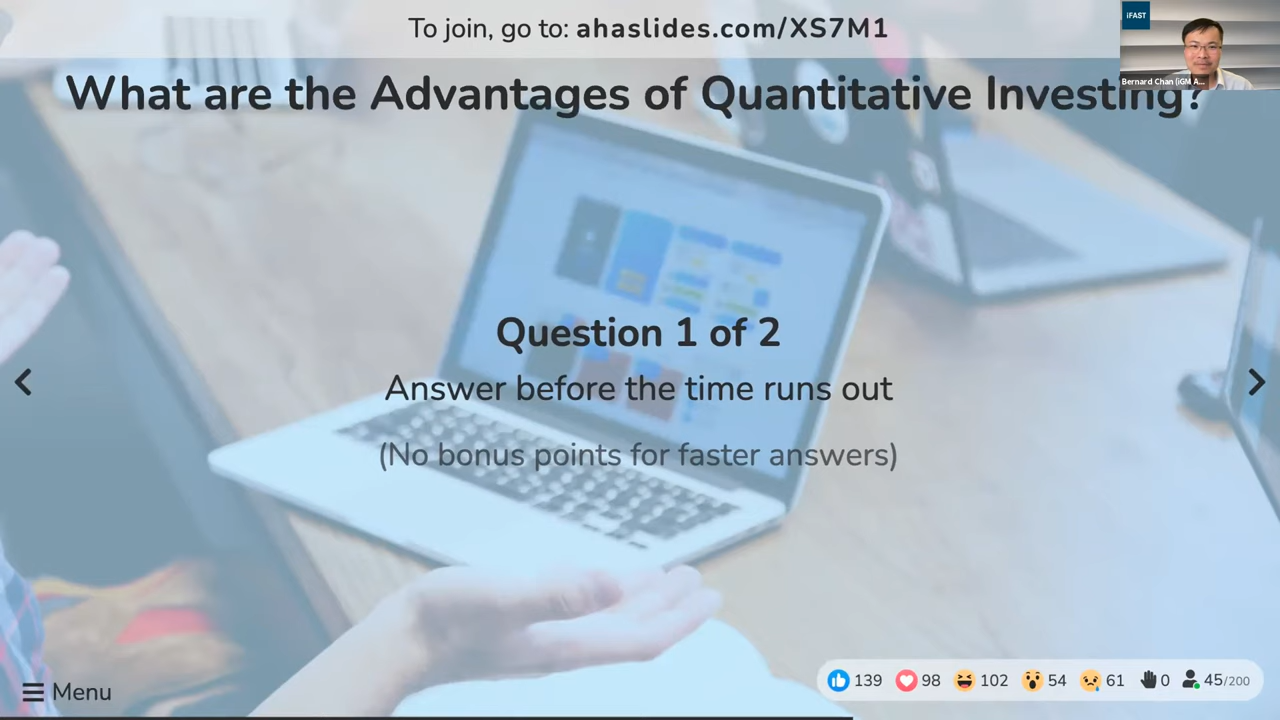 To join, go to: ahaslides.com/XS7M1
iFAST
Bernard Chan (iGM A...
What are the Advantages of Quantitative Investing?
Question 1 of 2
Answer before the time runs out
(No bonus points for faster answers)
Menu
139 98 102 54 61 0 45/200